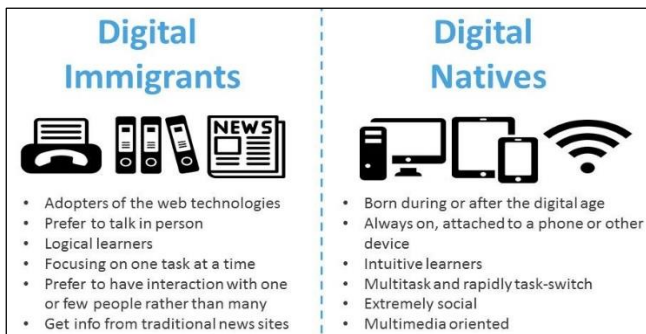 Digital
Immigrants
NEWS
• Adopters of the web technologies
• Prefer to talk in person
• Logical learners
• Focusing on one task at a time
• Prefer to have interaction with one
or few people rather than many
• Get info from traditional news sites
Digital
Natives
• Born during or after the digital age
• Always on, attached to a phone or other
device
• Intuitive learners
• Multitask and rapidly task-switch
• Extremely social
• Multimedia oriented